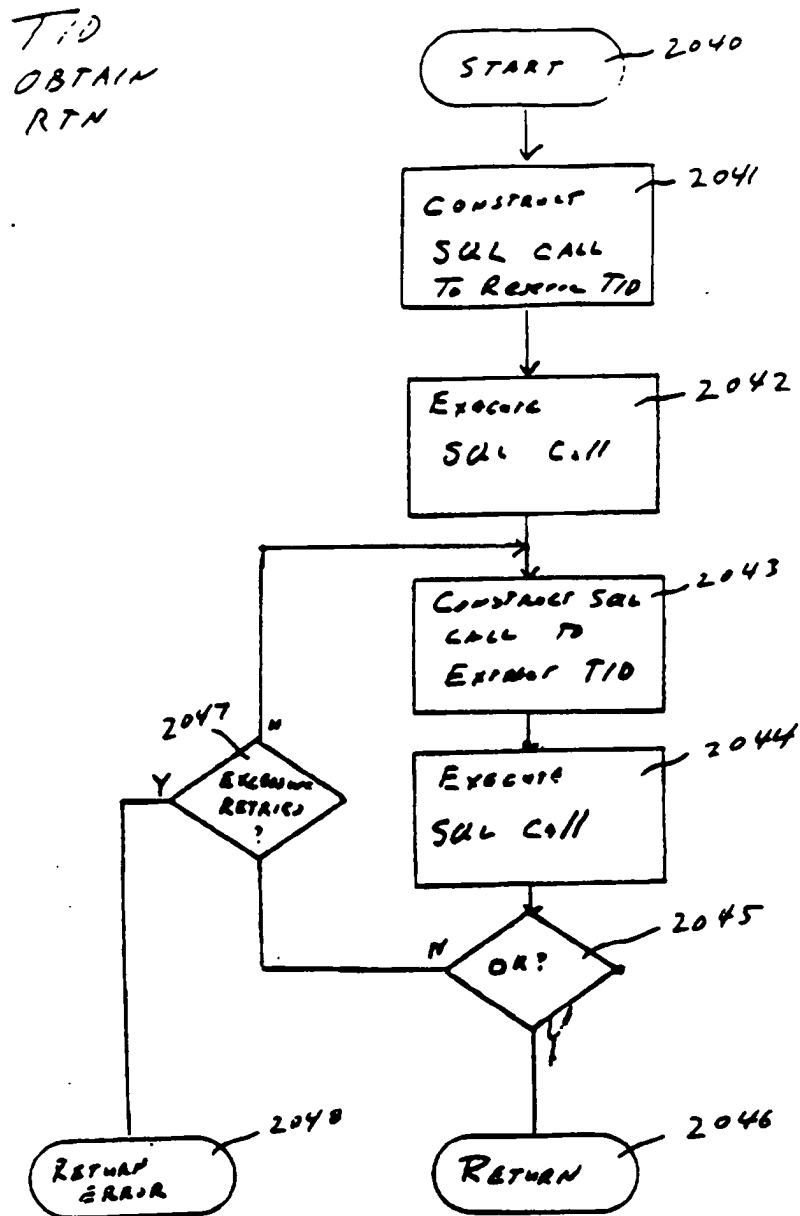 TID
OBTAIN
RTN
START
2040
2041
CONSTRUCT
SQL CALL
To Reserve TID
2042
EXECUTE
SQL Call
2043
CONSTRUCT SQL
CALL TO
EXTRACT TID
2047
N
Y
EXCESSIVE
RETRIES
?
2044
EXECUTE
SQL Call
2045
N
OK?
Y
2048
RETURN
ERROR
2046
RETURN